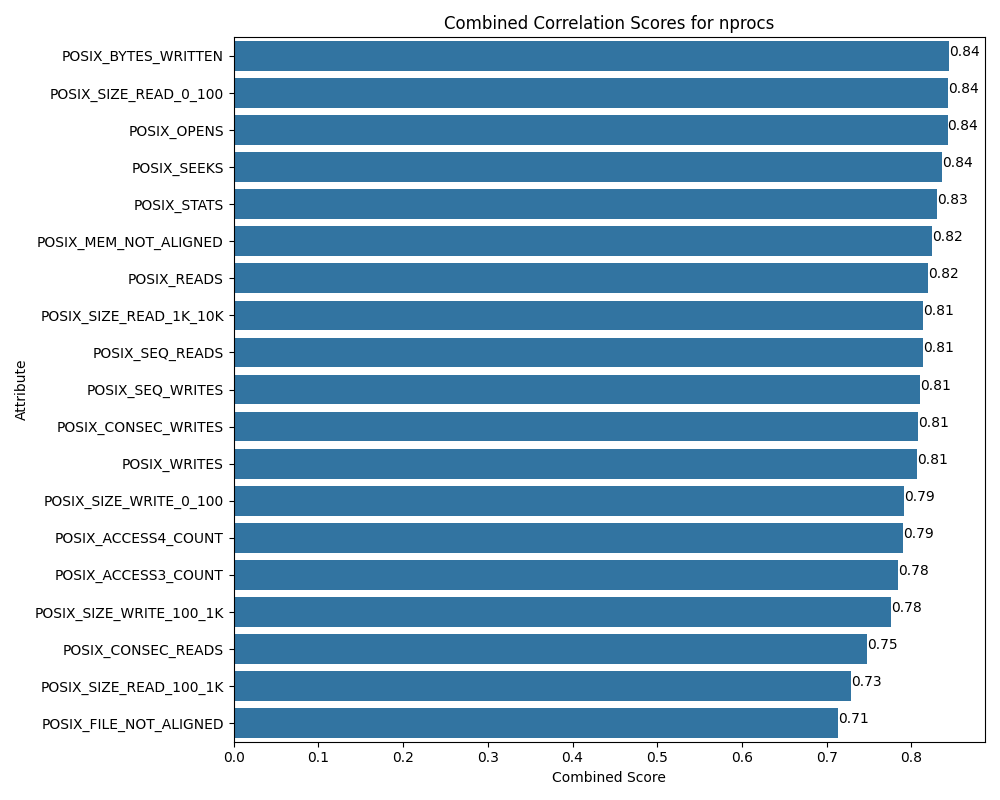 Combined Correlation Scores for nprocs
Attribute
POSIX_BYTES_WRITTEN 0.84
POSIX_SIZE_READ_0_100 0.84
POSIX_OPENS 0.84
POSIX_SEEKS 0.84
POSIX_STATS 0.83
POSIX_MEM_NOT_ALIGNED 0.82
POSIX_READS 0.82
POSIX_SIZE_READ_1K_10K 0.81
POSIX_SEQ_READS 0.81
POSIX_SEQ_WRITES 0.81
POSIX_CONSEC_WRITES 0.81
POSIX_WRITES 0.81
POSIX_SIZE_WRITE_0_100 0.79
POSIX_ACCESS4_COUNT 0.79
POSIX_ACCESS3_COUNT 0.78
POSIX_SIZE_WRITE_100_1K 0.78
POSIX_CONSEC_READS 0.75
POSIX_SIZE_READ_100_1K 0.73
POSIX_FILE_NOT_ALIGNED 0.71
0.0 0.1 0.2 0.3 0.4 0.5 0.6 0.7 0.8
Combined Score